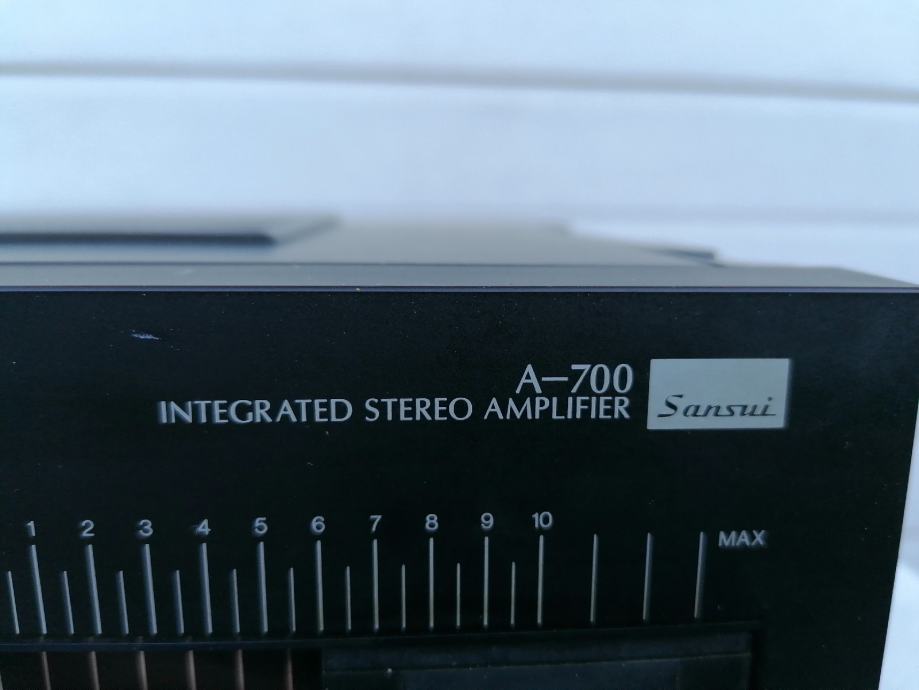 A–700
INTEGRATED STEREO AMPLIFIER Sansui
1 2 3 4 5 6 7 8 9 10 MAX